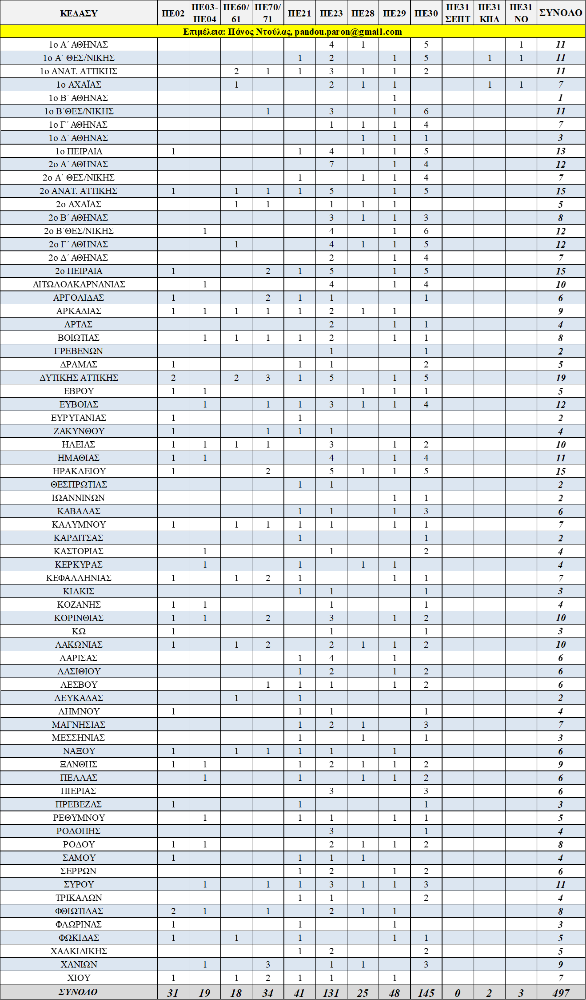 ΚΕΔΑΣΥ ΠΕ02 ΠΕ03-ΠΕ04 ΠΕ60/61 ΠΕ70/71 ΠΕ21 ΠΕ23 ΠΕ28 ΠΕ29 ΠΕ30 ΠΕ31 ΣΕΠΤ ΠΕ31 ΚΠΔ ΠΕ31 ΝΟ ΣΥΝΟΛΟ
Επιμέλεια: Πάνος Ντούλας, pandou.paron@gmail.com
1ο Α΄ ΑΘΗΝΑΣ 4 1 5 1 11
1ο Α΄ ΘΕΣ/ΝΙΚΗΣ 1 2 1 5 1 1 11
1ο ΑΝΑΤ. ΑΤΤΙΚΗΣ 2 1 1 3 1 1 2 11
1ο ΑΧΑΪΑΣ 1 2 1 1 1 1 7
1ο Β΄ ΑΘΗΝΑΣ 1 1
1ο Β΄ΘΕΣ/ΝΙΚΗΣ 1 3 1 6 11
1ο Γ΄ ΑΘΗΝΑΣ 1 1 1 4 7
1ο Δ΄ ΑΘΗΝΑΣ 1 1 1 3
1ο ΠΕΙΡΑΙΑ 1 1 4 1 1 5 13
2ο Α΄ ΑΘΗΝΑΣ 7 1 4 12
2ο Α΄ ΘΕΣ/ΝΙΚΗΣ 1 1 1 4 7
2ο ΑΝΑΤ. ΑΤΤΙΚΗΣ 1 1 1 1 5 1 5 15
2ο ΑΧΑΪΑΣ 1 1 1 1 1 5
2ο Β΄ ΑΘΗΝΑΣ 3 1 1 3 8
2ο Β΄ΘΕΣ/ΝΙΚΗΣ 1 4 1 6 12
2ο Γ΄ ΑΘΗΝΑΣ 1 4 1 1 5 12
2ο Δ΄ ΑΘΗΝΑΣ 2 1 4 7
2ο ΠΕΙΡΑΙΑ 1 2 1 5 1 5 15
ΑΙΤΩΛΟΑΚΑΡΝΑΝΙΑΣ 1 4 1 4 10
ΑΡΓΟΛΙΔΑΣ 1 2 1 1 1 6
ΑΡΚΑΔΙΑΣ 1 1 1 1 1 2 1 1 9
ΑΡΤΑΣ 2 1 1 4
ΒΟΙΩΤΙΑΣ 1 1 1 1 2 1 1 8
ΓΡΕΒΕΝΩΝ 1 1 2
ΔΡΑΜΑΣ 1 1 1 2 5
ΔΥΤΙΚΗΣ ΑΤΤΙΚΗΣ 2 2 3 1 5 1 5 19
ΕΒΡΟΥ 1 1 1 1 1 5
ΕΥΒΟΙΑΣ 1 1 1 3 1 1 4 12
ΕΥΡΥΤΑΝΙΑΣ 1 1 2
ΖΑΚΥΝΘΟΥ 1 1 1 1 4
ΗΛΕΙΑΣ 1 1 1 1 3 1 2 10
ΗΜΑΘΙΑΣ 1 1 4 1 4 11
ΗΡΑΚΛΕΙΟΥ 1 2 5 1 1 5 15
ΘΕΣΠΡΩΤΙΑΣ 1 1 2
ΙΩΑΝΝΙΝΩΝ 1 1 2
ΚΑΒΑΛΑΣ 1 1 1 3 6
ΚΑΛΥΜΝΟΥ 1 1 1 1 1 1 1 7
ΚΑΡΔΙΤΣΑΣ 1 1 2
ΚΑΣΤΟΡΙΑΣ 1 1 2 4
ΚΕΡΚΥΡΑΣ 1 1 1 1 4
ΚΕΦΑΛΛΗΝΙΑΣ 1 1 2 1 1 1 7
ΚΙΛΚΙΣ 1 1 1 3
ΚΟΖΑΝΗΣ 1 1 1 1 4
ΚΟΡΙΝΘΙΑΣ 1 1 2 3 1 2 10
ΚΩ 1 1 1 3
ΛΑΚΩΝΙΑΣ 1 1 2 2 1 1 2 10
ΛΑΡΙΣΑΣ 1 4 1 6
ΛΑΣΙΘΙΟΥ 1 2 1 2 6
ΛΕΣΒΟΥ 1 1 1 1 2 6
ΛΕΥΚΑΔΑΣ 1 1 2
ΛΗΜΝΟΥ 1 1 1 1 4
ΜΑΓΝΗΣΙΑΣ 1 2 1 3 7
ΜΕΣΣΗΝΙΑΣ 1 1 1 3
ΝΑΞΟΥ 1 1 1 1 1 1 6
ΞΑΝΘΗΣ 1 1 1 2 1 1 2 9
ΠΕΛΛΑΣ 1 1 1 1 2 6
ΠΙΕΡΙΑΣ 3 3 6
ΠΡΕΒΕΖΑΣ 1 1 1 3
ΡΕΘΥΜΝΟΥ 1 1 1 1 1 5
ΡΟΔΟΠΗΣ 3 1 4
ΡΟΔΟΥ 1 1 2 1 1 2 8
ΣΑΜΟΥ 1 1 1 1 4
ΣΕΡΡΩΝ 1 2 1 2 6
ΣΥΡΟΥ 1 1 1 3 1 1 3 11
ΤΡΙΚΑΛΩΝ 1 1 2 4
ΦΘΙΩΤΙΔΑΣ 2 1 1 2 1 1 8
ΦΛΩΡΙΝΑΣ 1 1 1 3
ΦΩΚΙΔΑΣ 1 1 1 1 1 5
ΧΑΛΚΙΔΙΚΗΣ 1 2 2 5
ΧΑΝΙΩΝ 1 3 1 1 3 9
ΧΙΟΥ 1 1 2 1 1 1 7
ΣΥΝΟΛΟ 31 19 18 34 41 131 25 48 145 0 2 3 497